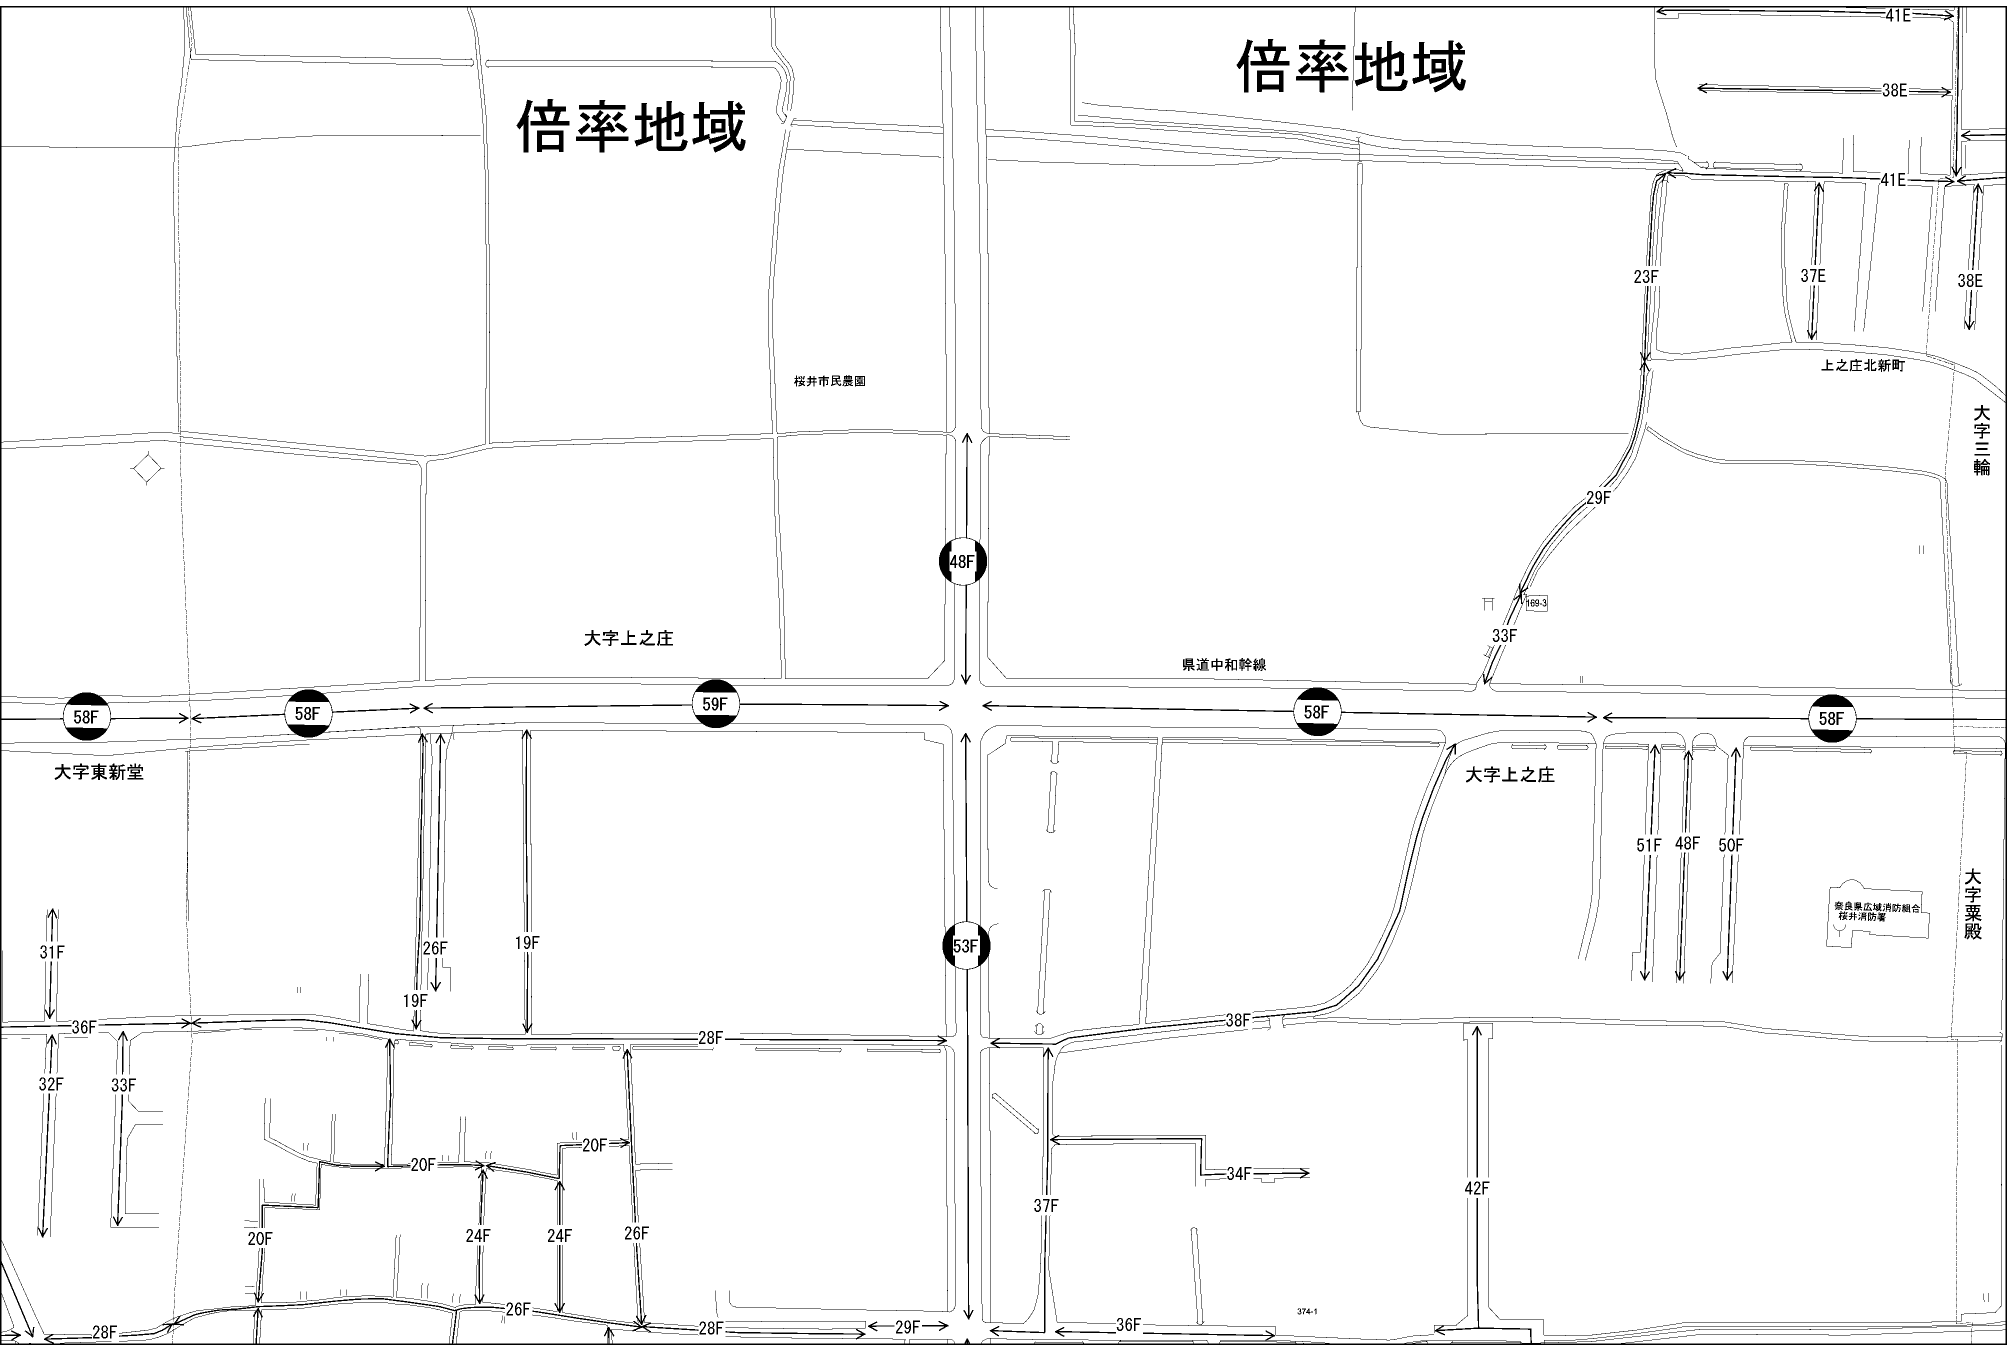 41E
倍率地域
38E
倍率地域
41E
23F
37E
38E
上之庄北新町
桜井市民農園
大字三輪
29F
48F
169-3
33F
大字上之庄
県道中和幹線
58F
58F
59F
58F
58F
大字東新堂
大字上之庄
51F
48F
50F
大字粟殿
奈良県広域消防組合
桜井消防署
31F
26F
19F
53F
19F
36F
28F
38F
32F
33F
20F
20F
34F
42F
37F
20F
24F
24F
26F
26F
374-1
28F
28F
29F
36F